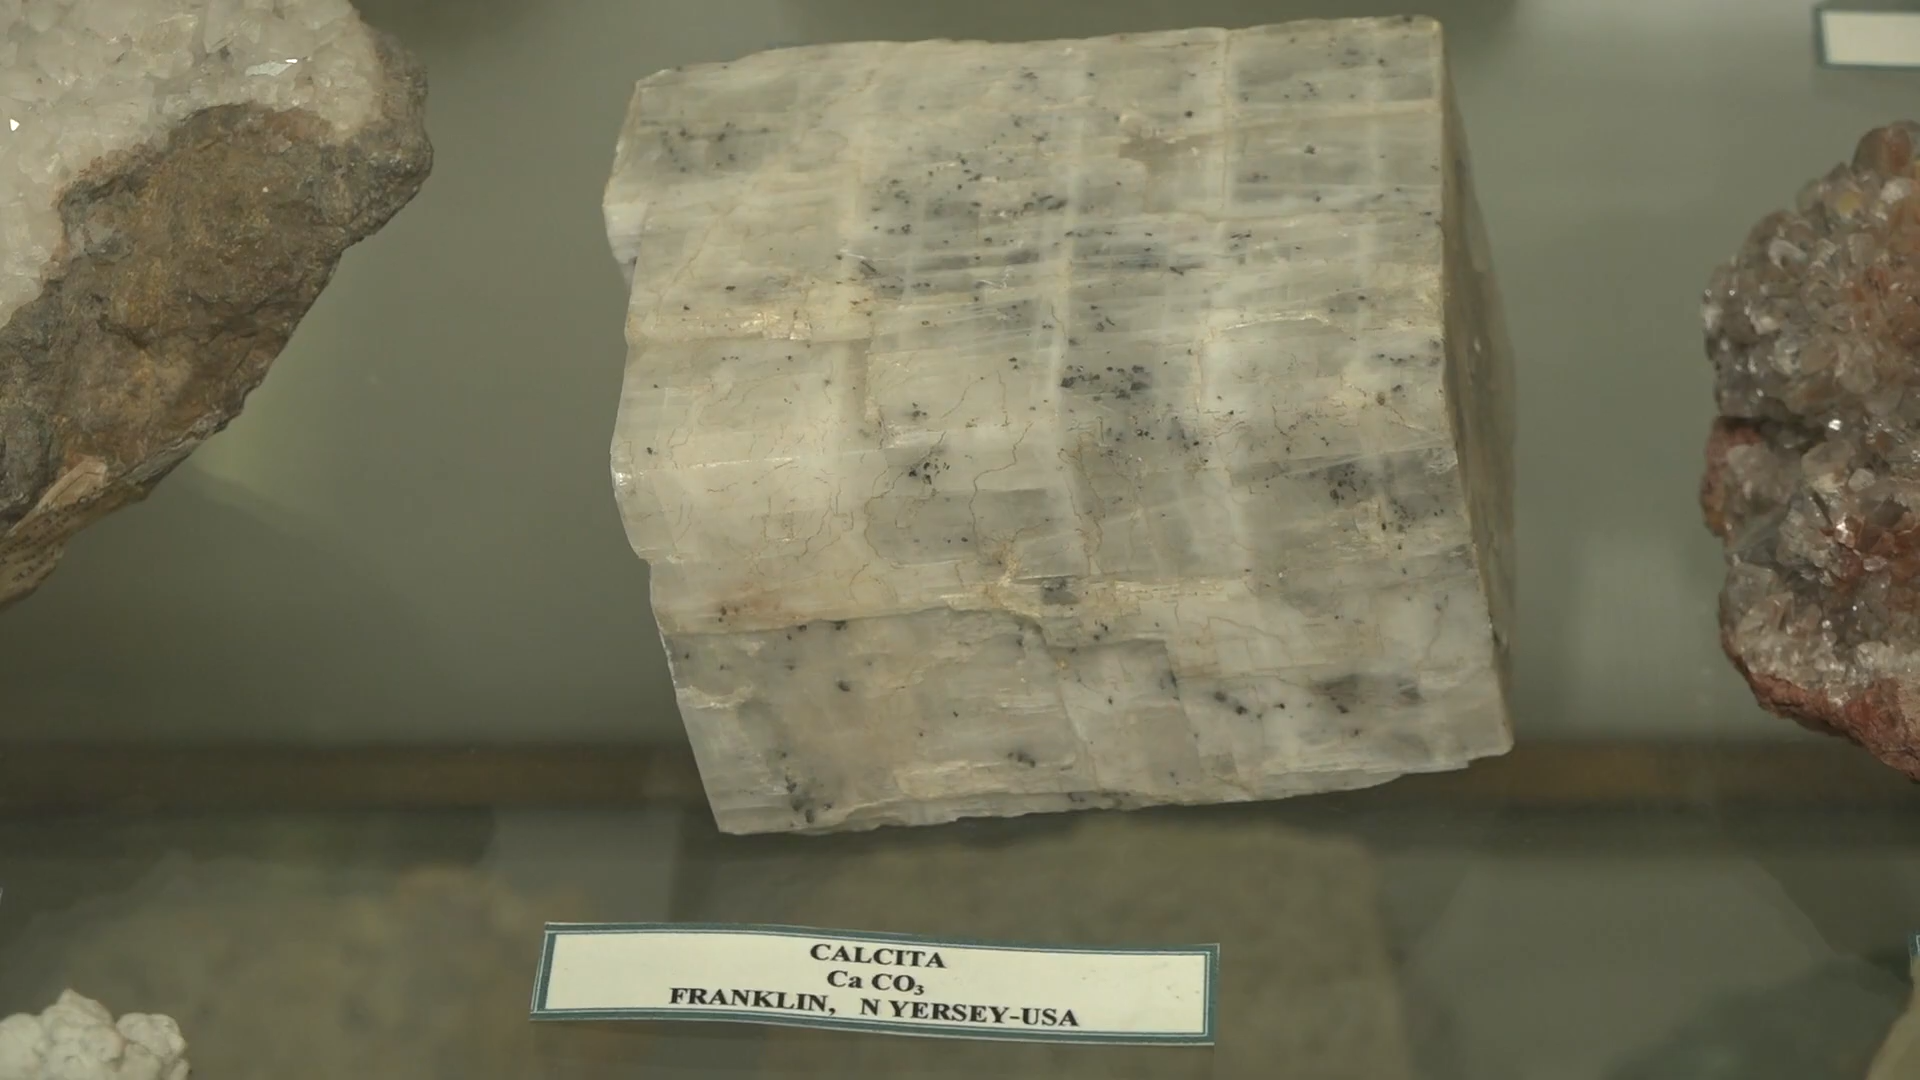 CALCITA
Ca CO₃
FRANKLIN, N YERSEY-USA